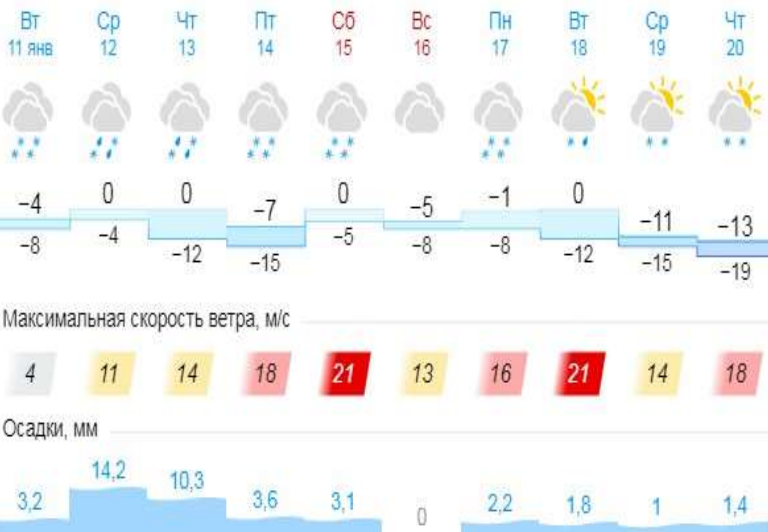 Вт Ср Чт Пт Сб Вс Пн Вт Ср Чт
11 янв 12 13 14 15 16 17 18 19 20
−4 0 0 −7 0 −5 −1 0 −11 −13
−8 −4 −12 −15 −5 −8 −8 −12 −15 −19
Максимальная скорость ветра, м/с
4 11 14 18 21 13 16 21 14 18
Осадки, мм
3,2 14,2 10,3 3,6 3,1 0 2,2 1,8 1 1,4